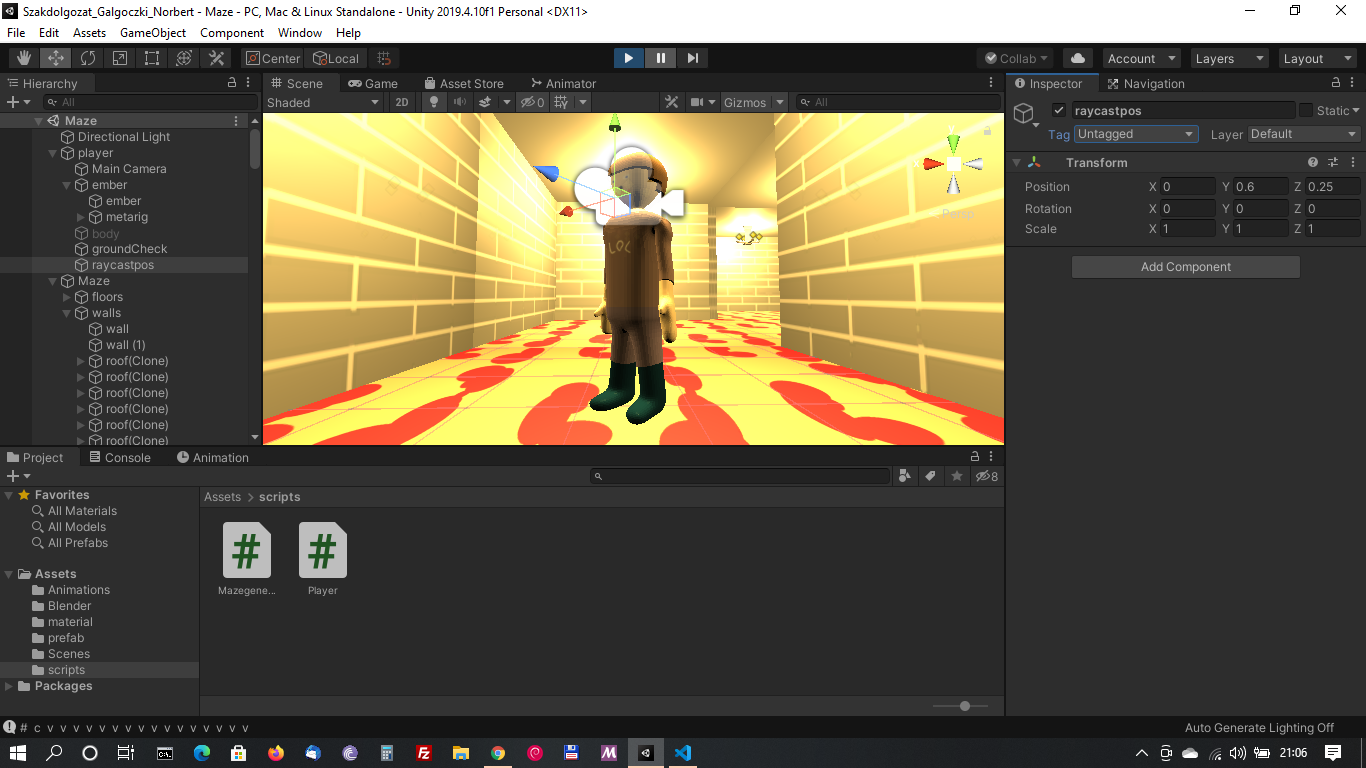 Szakdolgozat_Galgoczki_Norbert - Maze - PC, Mac & Linux Standalone - Unity 2019.4.10f1 Personal <DX11>
File Edit Assets GameObject Component Window Help
Center Local Collab Account Layers Layout
Hierarchy
All
Maze
Directional Light
player
Main Camera
ember
ember
metarig
body
groundCheck
raycastpos
Maze
floors
walls
wall
wall (1)
roof(Clone)
roof(Clone)
roof(Clone)
roof(Clone)
roof(Clone)
roof(Clone)
Scene Game Asset Store Animator
Shaded 2D 0 Gizmos All
Persp
LOL
Inspector Navigation
raycastpos Static
Tag Untagged Layer Default
Transform
Position X 0 Y 0.6 Z 0.25
Rotation X 0 Y 0 Z 0
Scale X 1 Y 1 Z 1
Add Component
Project Console Animation
8
Favorites
All Materials
All Models
All Prefabs
Assets
Animations
Blender
material
prefab
Scenes
scripts
Packages
Assets > scripts
# #
Mazegene... Player
# c v v v v v v v v v v v v v v v v
Auto Generate Lighting Off
21:06